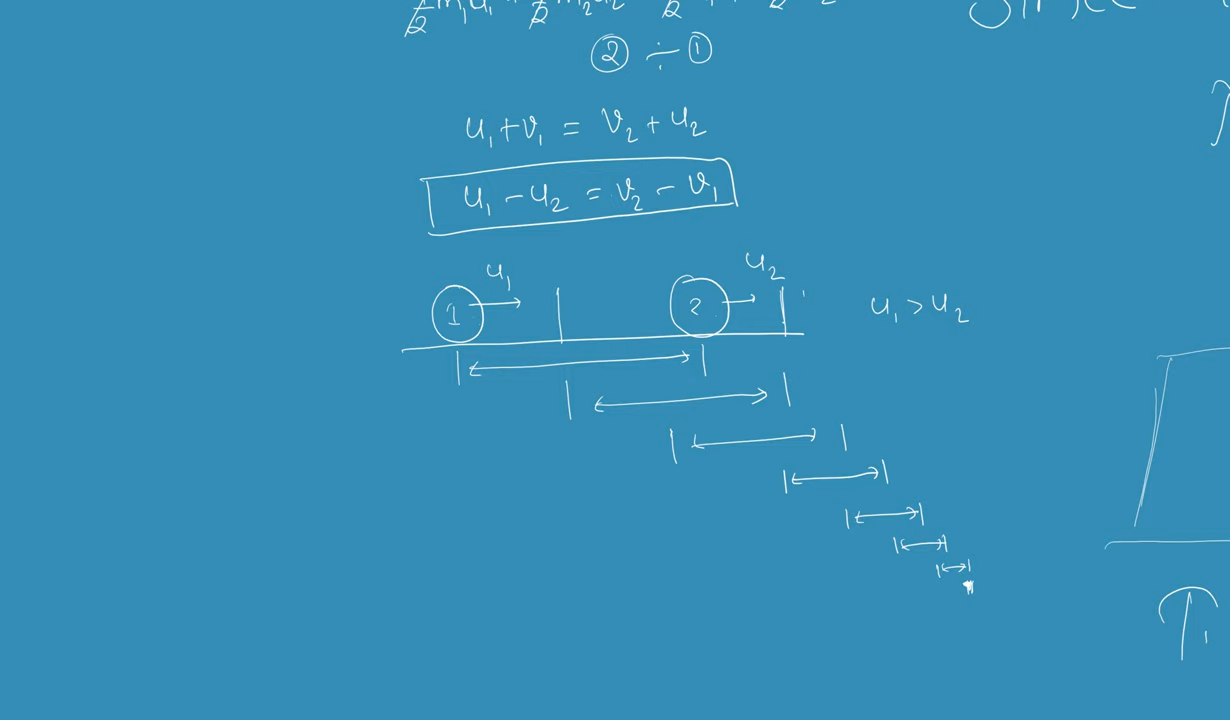 ② ÷ ①
u₁ + v₁ = v₂ + u₂
u₁ - u₂ = v₂ - v₁
u₁ u₂
1 2 u₁ > u₂